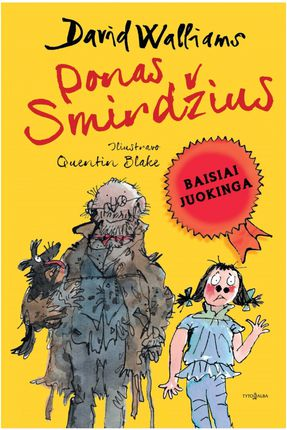 David Walliams
Ponas
Smirdžius
Iliustravo
Quentin Blake
BAISIAI
JUOKINGA
TYTO ALBA